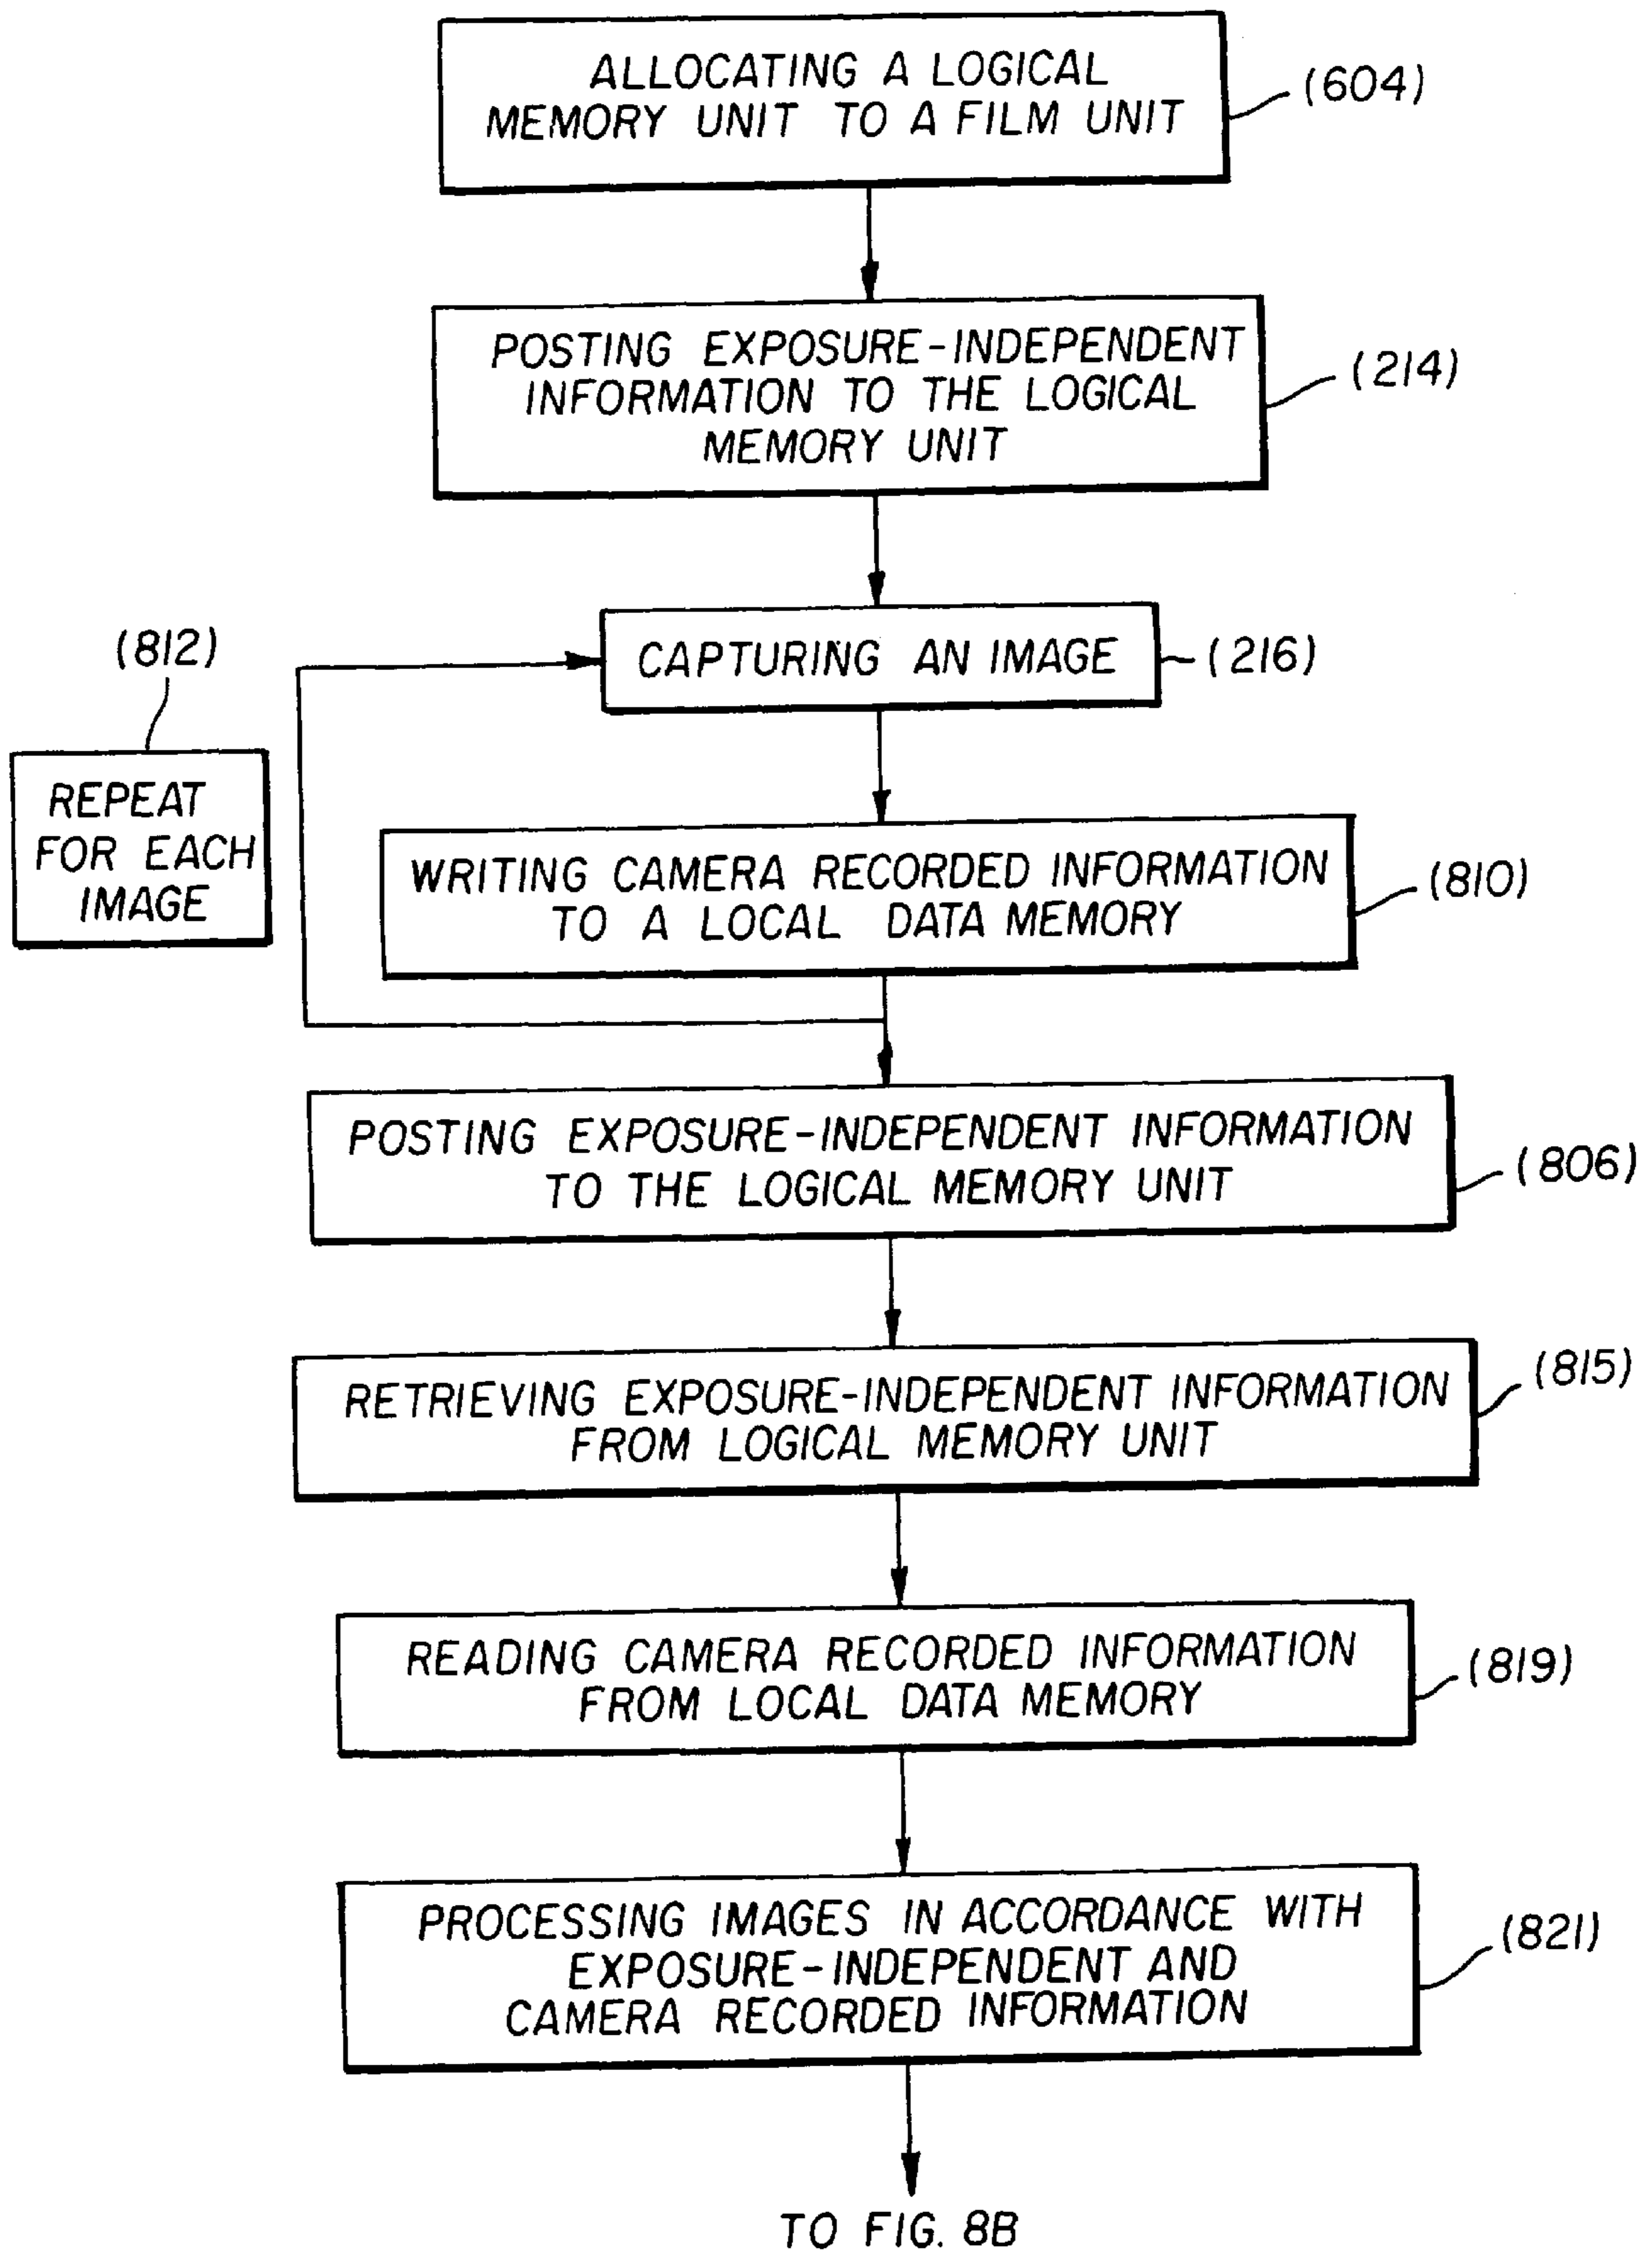 ALLOCATING A LOGICAL
MEMORY UNIT TO A FILM UNIT
(604)
POSTING EXPOSURE-INDEPENDENT
INFORMATION TO THE LOGICAL
MEMORY UNIT
(214)
CAPTURING AN IMAGE
(216)
(812)
REPEAT
FOR EACH
IMAGE
WRITING CAMERA RECORDED INFORMATION
TO A LOCAL DATA MEMORY
(810)
POSTING EXPOSURE-INDEPENDENT INFORMATION
TO THE LOGICAL MEMORY UNIT
(806)
RETRIEVING EXPOSURE-INDEPENDENT INFORMATION
FROM LOGICAL MEMORY UNIT
(815)
READING CAMERA RECORDED INFORMATION
FROM LOCAL DATA MEMORY
(819)
PROCESSING IMAGES IN ACCORDANCE WITH
EXPOSURE-INDEPENDENT AND
CAMERA RECORDED INFORMATION
(821)
TO FIG. 8B